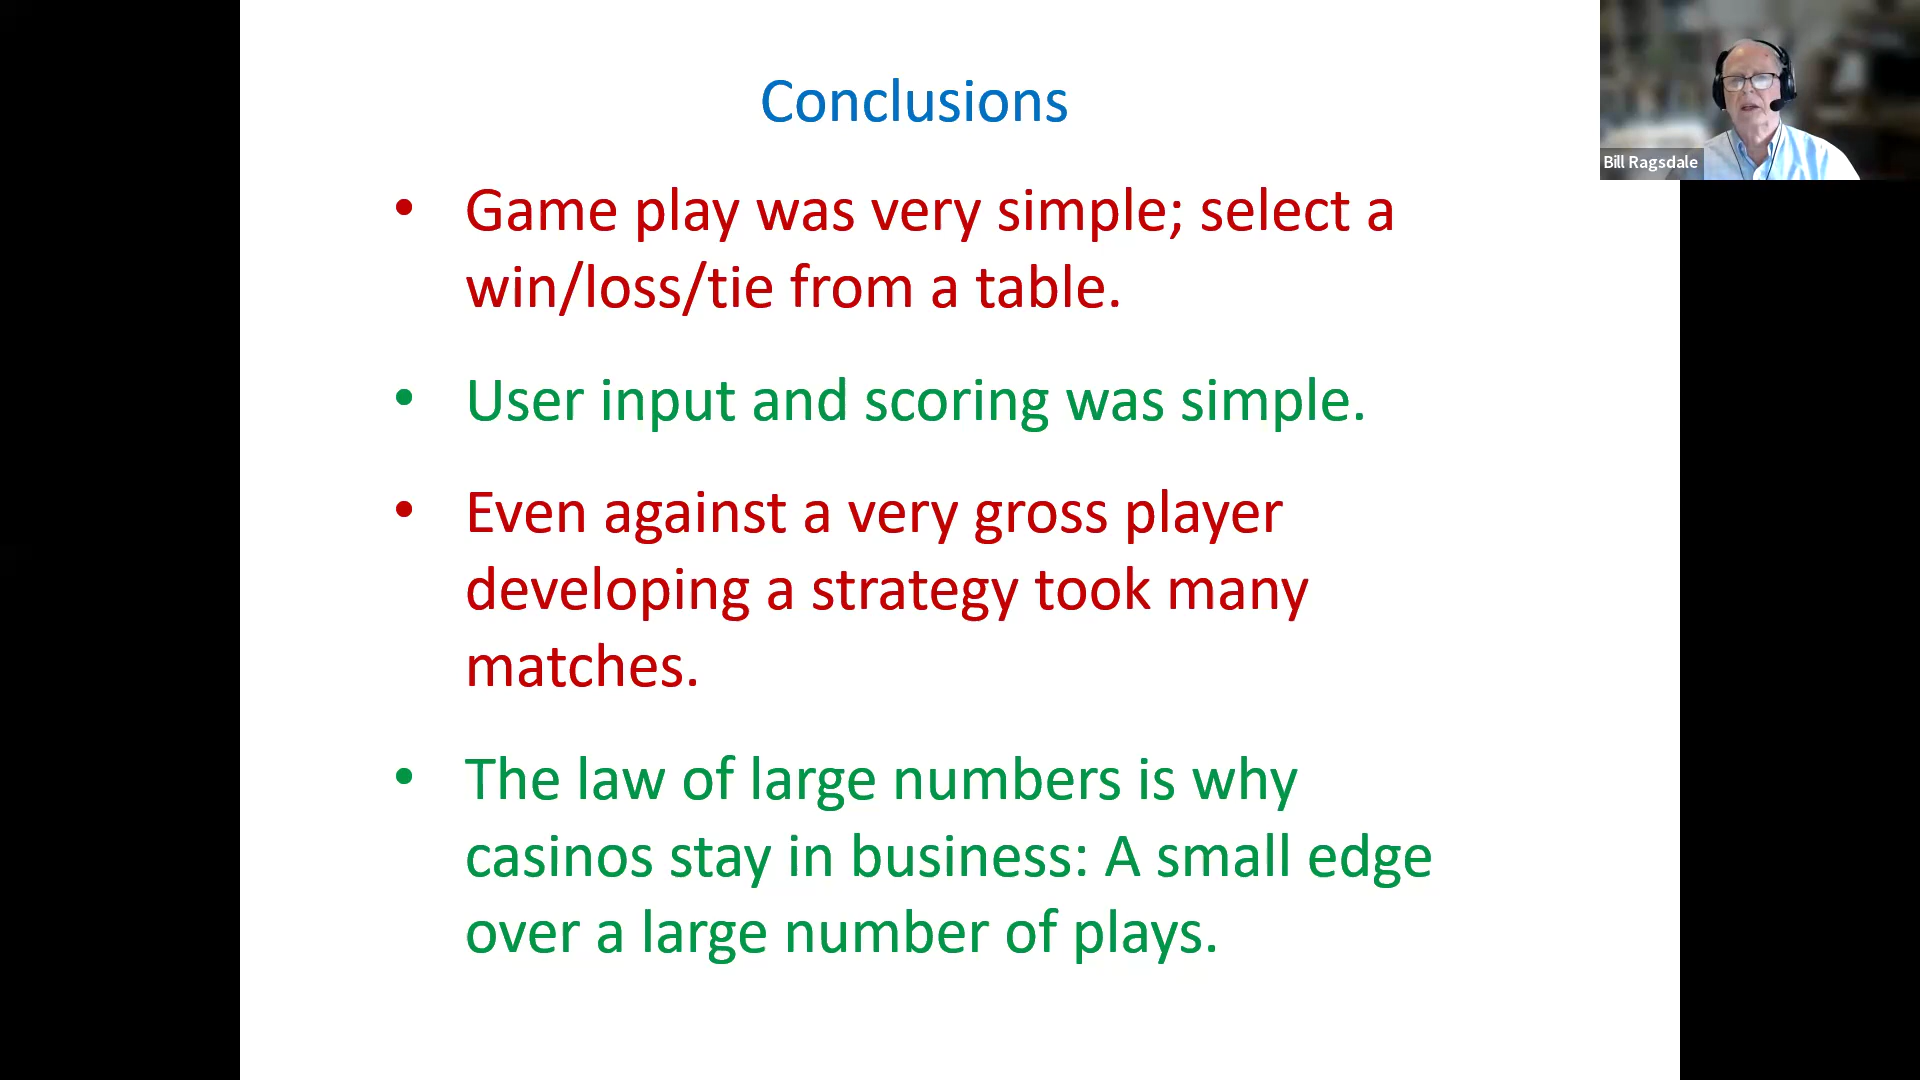 Conclusions
• Game play was very simple; select a
win/loss/tie from a table.
• User input and scoring was simple.
• Even against a very gross player
developing a strategy took many
matches.
• The law of large numbers is why
casinos stay in business: A small edge
over a large number of plays.
Bill Ragsdale